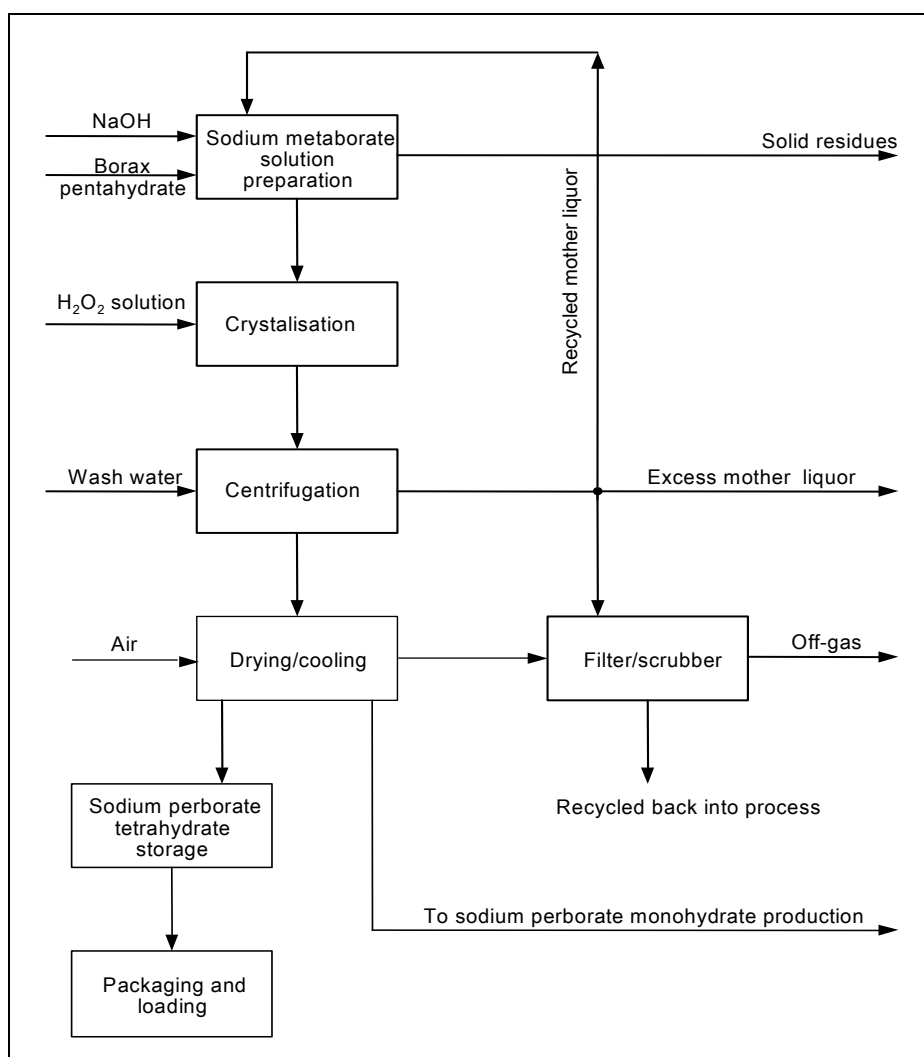 NaOH
Borax
pentahydrate
Sodium metaborate
solution
preparation
Solid residues
Recycled mother liquor
H₂O₂ solution
Crystalisation
Wash water
Centrifugation
Excess mother liquor
Air
Drying/cooling
Filter/scrubber
Off-gas
Sodium perborate
tetrahydrate
storage
Recycled back into process
To sodium perborate monohydrate production
Packaging and
loading